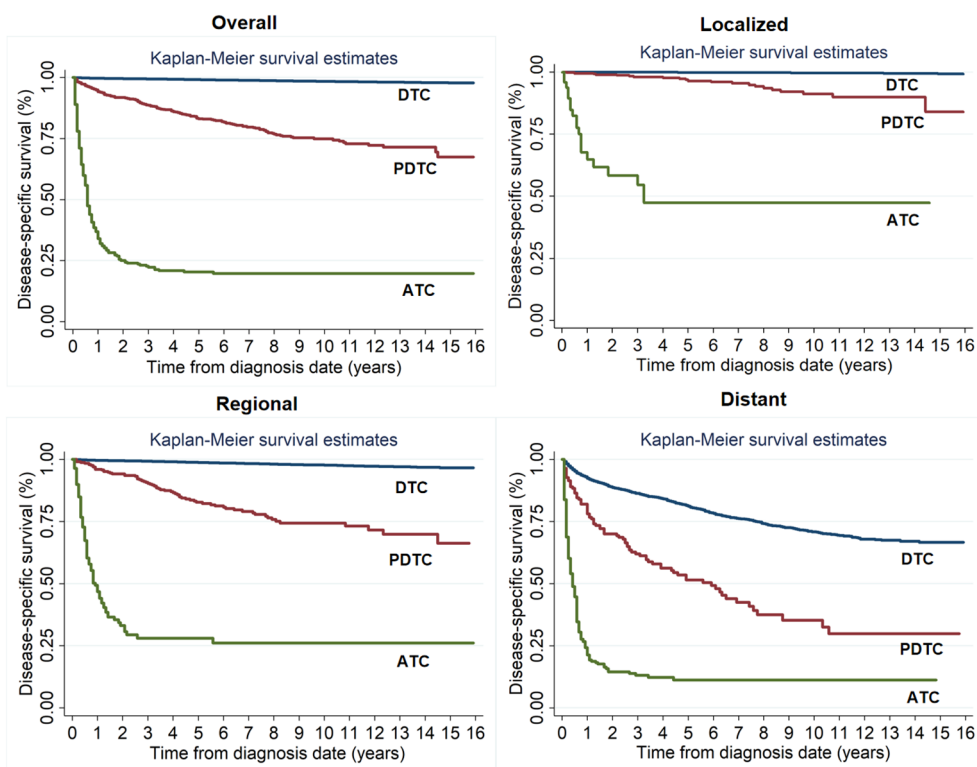 Overall
Kaplan-Meier survival estimates
Disease-specific survival (%)
1.00
0.75
0.50
0.25
0.00
DTC
PDTC
ATC
0 1 2 3 4 5 6 7 8 9 10 11 12 13 14 15 16
Time from diagnosis date (years)
Localized
Kaplan-Meier survival estimates
Disease-specific survival (%)
1.00
0.75
0.50
0.25
0.00
DTC
PDTC
ATC
0 1 2 3 4 5 6 7 8 9 10 11 12 13 14 15 16
Time from diagnosis date (years)
Regional
Kaplan-Meier survival estimates
Disease-specific survival (%)
1.00
0.75
0.50
0.25
0.00
DTC
PDTC
ATC
0 1 2 3 4 5 6 7 8 9 10 11 12 13 14 15 16
Time from diagnosis date (years)
Distant
Kaplan-Meier survival estimates
Disease-specific survival (%)
1.00
0.75
0.50
0.25
0.00
DTC
PDTC
ATC
0 1 2 3 4 5 6 7 8 9 10 11 12 13 14 15 16
Time from diagnosis date (years)